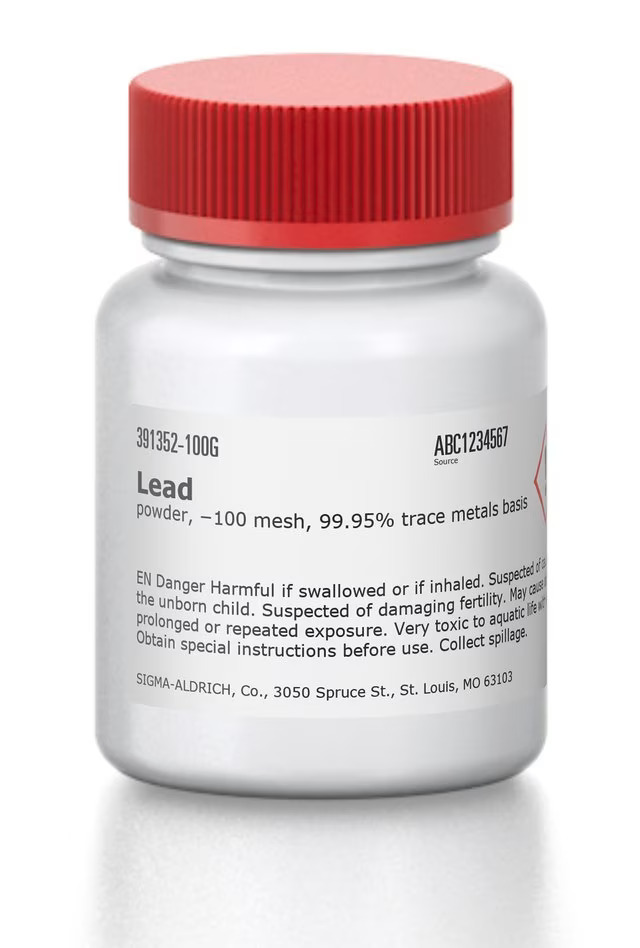 391352-100G
ABC1234567
Source
Lead
powder, −100 mesh, 99.95% trace metals basis
EN Danger Harmful if swallowed or if inhaled. Suspected of
the unborn child. Suspected of damaging fertility. May cause
prolonged or repeated exposure. Very toxic to aquatic life with
Obtain special instructions before use. Collect spillage.
SIGMA-ALDRICH, Co., 3050 Spruce St., St. Louis, MO 63103